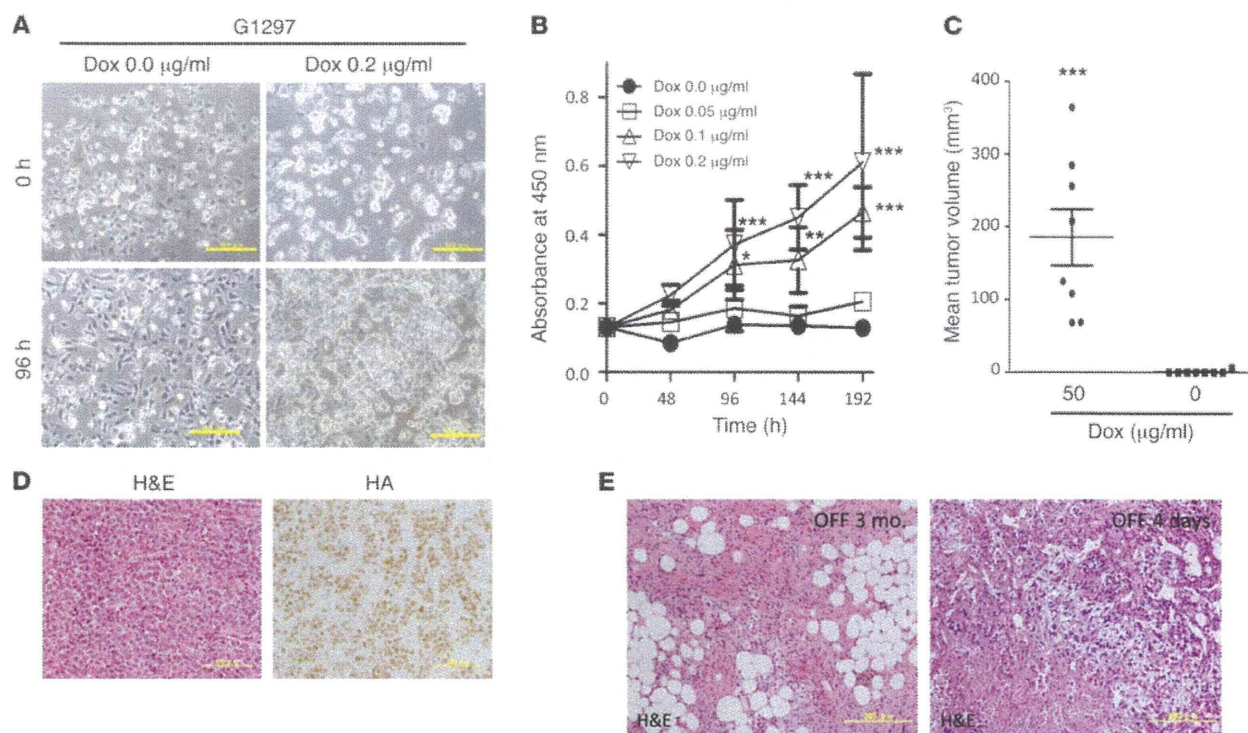 A
G1297
Dox 0.0 µg/ml
Dox 0.2 µg/ml
0 h
96 h
B
Absorbance at 450 nm
0.8
0.6
0.4
0.2
0.0
Dox 0.0 µg/ml
Dox 0.05 µg/ml
Dox 0.1 µg/ml
Dox 0.2 µg/ml
***
***
***
***
**
*
0
48
96
144
192
Time (h)
C
Mean tumor volume (mm³)
400
300
200
100
0
***
50
0
Dox (µg/ml)
D
H&E
HA
E
OFF 3 mo.
H&E
OFF 4 days
H&E